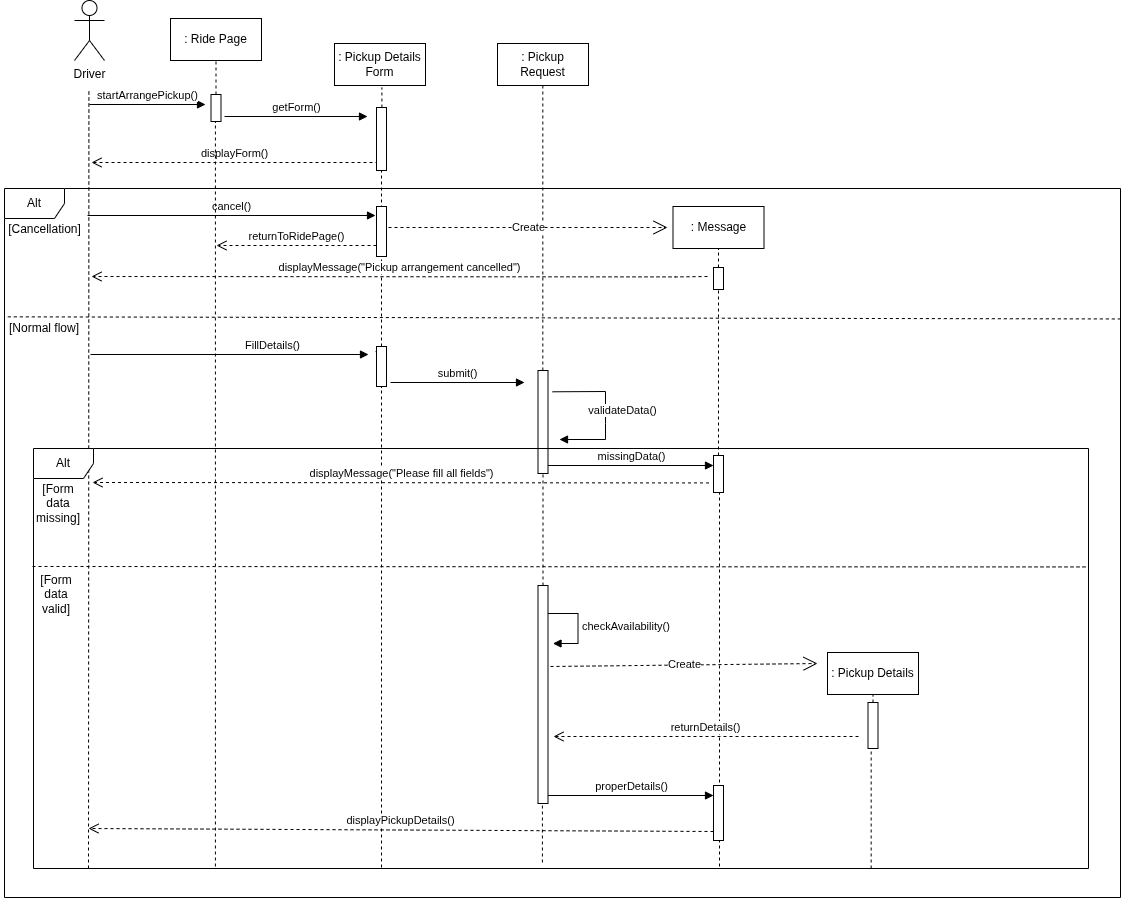 : Ride Page
: Pickup Details
Form
: Pickup
Request
Driver
startArrangePickup()
getForm()
displayForm()
Alt
[Cancellation]
cancel()
Create
: Message
returnToRidePage()
displayMessage("Pickup arrangement cancelled")
[Normal flow]
FillDetails()
submit()
validateData()
Alt
missingData()
displayMessage("Please fill all fields")
[Form
data
missing]
[Form
data
valid]
checkAvailability()
Create
: Pickup Details
returnDetails()
properDetails()
displayPickupDetails()